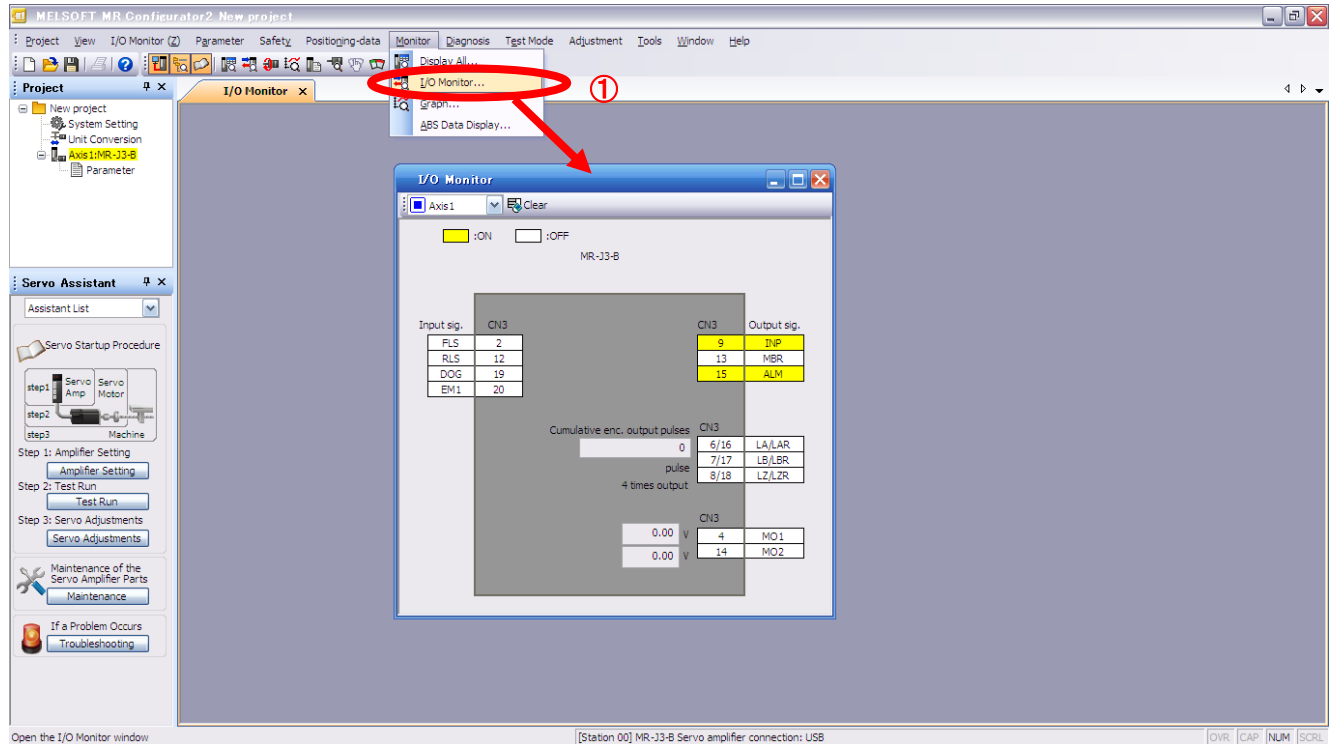 MELSOFT MR Configurator2 New project
Project View I/O Monitor (Z) Parameter Safety Positioning-data Monitor Diagnosis Test Mode Adjustment Tools Window Help
Display All...
I/O Monitor...
①
Graph...
ABS Data Display...
Project
I/O Monitor
New project
System Setting
Unit Conversion
Axis1:MR-J3-B
Parameter
Servo Assistant
Assistant List
Servo Startup Procedure
step1 Servo Amp Servo Motor
step2
step3 Machine
Step 1: Amplifier Setting
Amplifier Setting
Step 2: Test Run
Test Run
Step 3: Servo Adjustments
Servo Adjustments
Maintenance of the
Servo Amplifier Parts
Maintenance
If a Problem Occurs
Troubleshooting
I/O Monitor
Axis1 Clear
:ON :OFF
MR-J3-B
Input sig. CN3 CN3 Output sig.
FLS 2 9 INP
RLS 12 13 MBR
DOG 19 15 ALM
EM1 20
Cumulative enc. output pulses CN3
0 6/16 LA/LAR
pulse 7/17 LB/LBR
4 times output 8/18 LZ/LZR
CN3
0.00 V 4 MO1
0.00 V 14 MO2
Open the I/O Monitor window [Station 00] MR-J3-B Servo amplifier connection: USB OVR CAP NUM SCRL